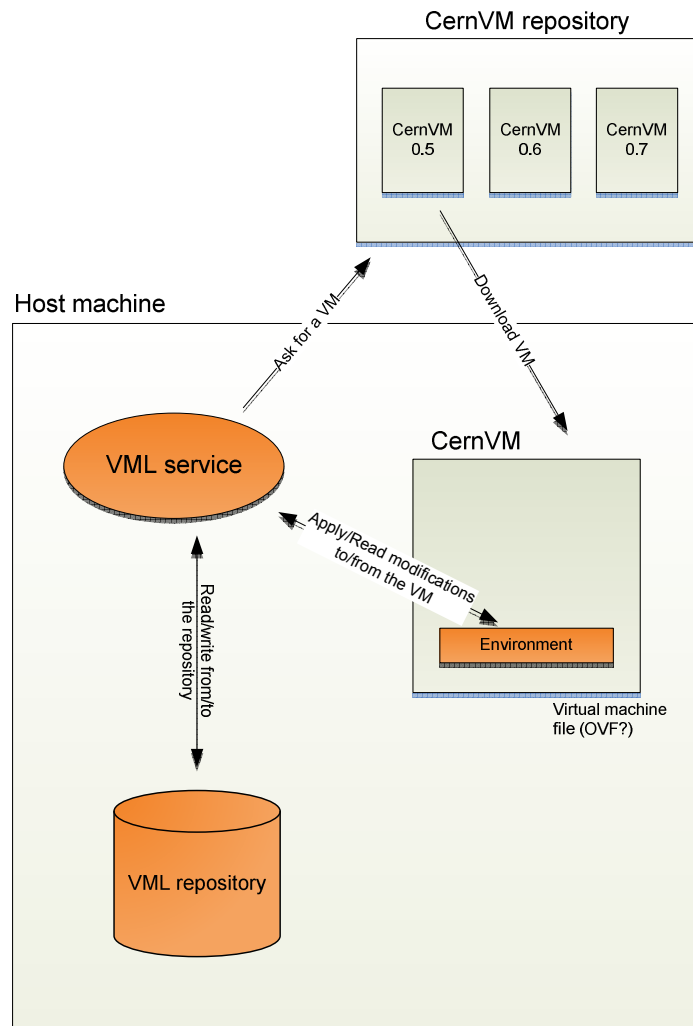 CernVM repository
CernVM
0.5
CernVM
0.6
CernVM
0.7
Ask for a VM
Download VM
Host machine
VML service
CernVM
Apply/Read modifications
to/from the VM
Environment
Read/write from/to
the repository
Virtual machine
file (OVF?)
VML repository